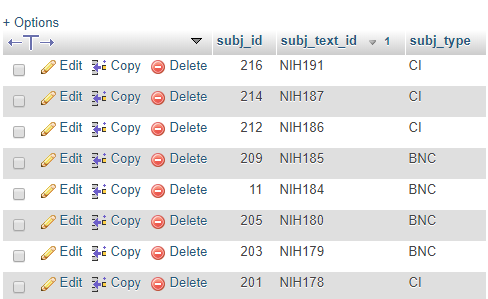 + Options
subj_id subj_text_id 1 subj_type
Edit Copy Delete 216 NIH191 CI
Edit Copy Delete 214 NIH187 CI
Edit Copy Delete 212 NIH186 CI
Edit Copy Delete 209 NIH185 BNC
Edit Copy Delete 11 NIH184 BNC
Edit Copy Delete 205 NIH180 BNC
Edit Copy Delete 203 NIH179 BNC
Edit Copy Delete 201 NIH178 CI